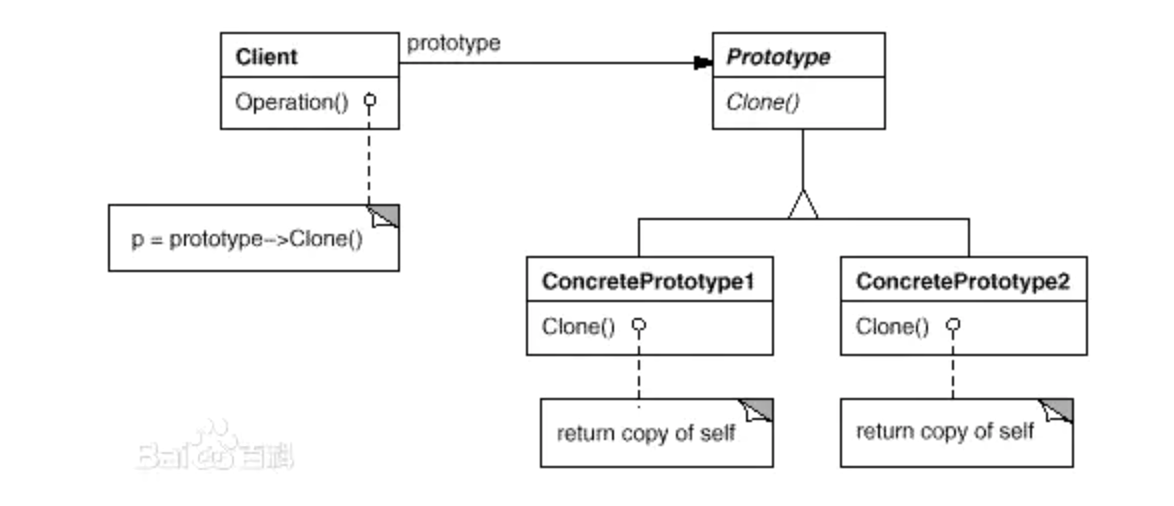 prototype
Client
Prototype
Operation()
Clone()
p = prototype–>Clone()
ConcretePrototype1
ConcretePrototype2
Clone()
Clone()
return copy of self
return copy of self
Bai百科